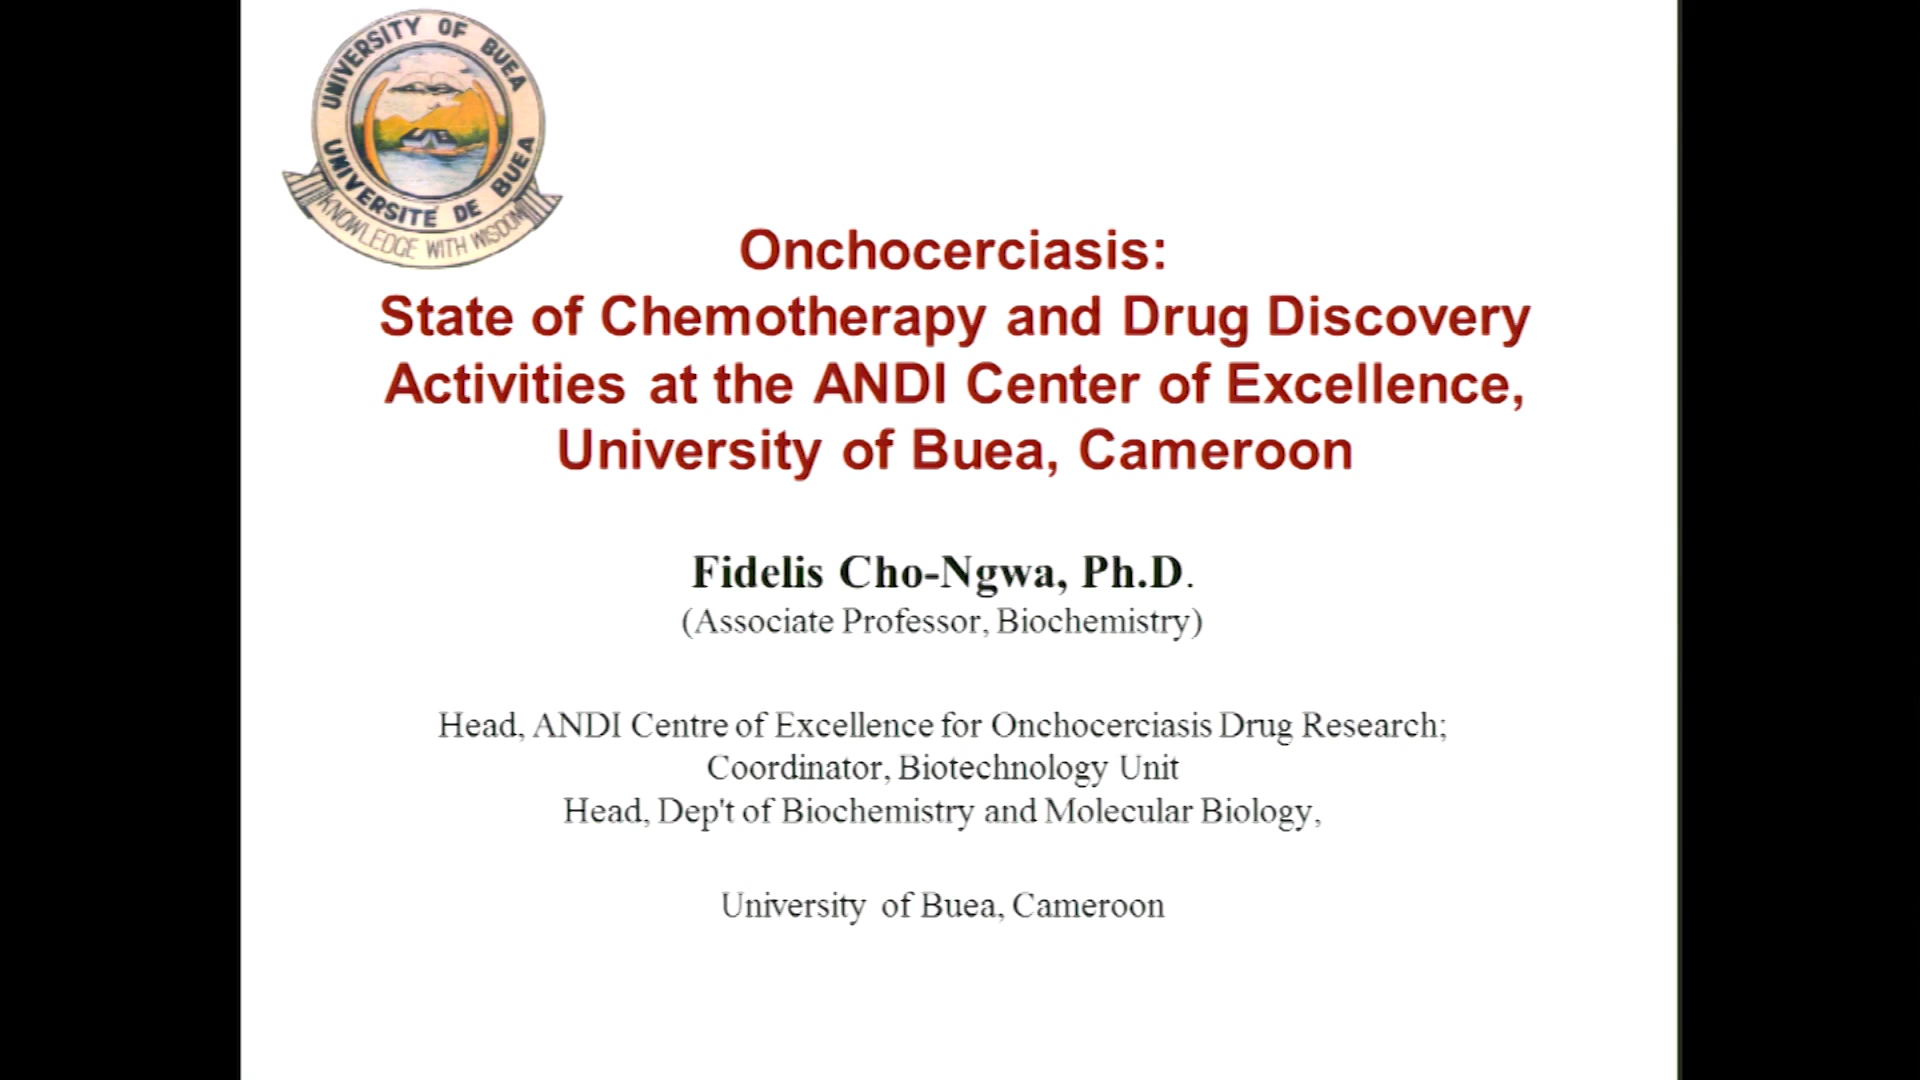 UNIVERSITY OF BUEA
UNIVERSITÉ DE BUEA
KNOWLEDGE WITH WISDOM
Onchocerciasis:
State of Chemotherapy and Drug Discovery
Activities at the ANDI Center of Excellence,
University of Buea, Cameroon
Fidelis Cho-Ngwa, Ph.D.
(Associate Professor, Biochemistry)
Head, ANDI Centre of Excellence for Onchocerciasis Drug Research;
Coordinator, Biotechnology Unit
Head, Dep't of Biochemistry and Molecular Biology,
University of Buea, Cameroon